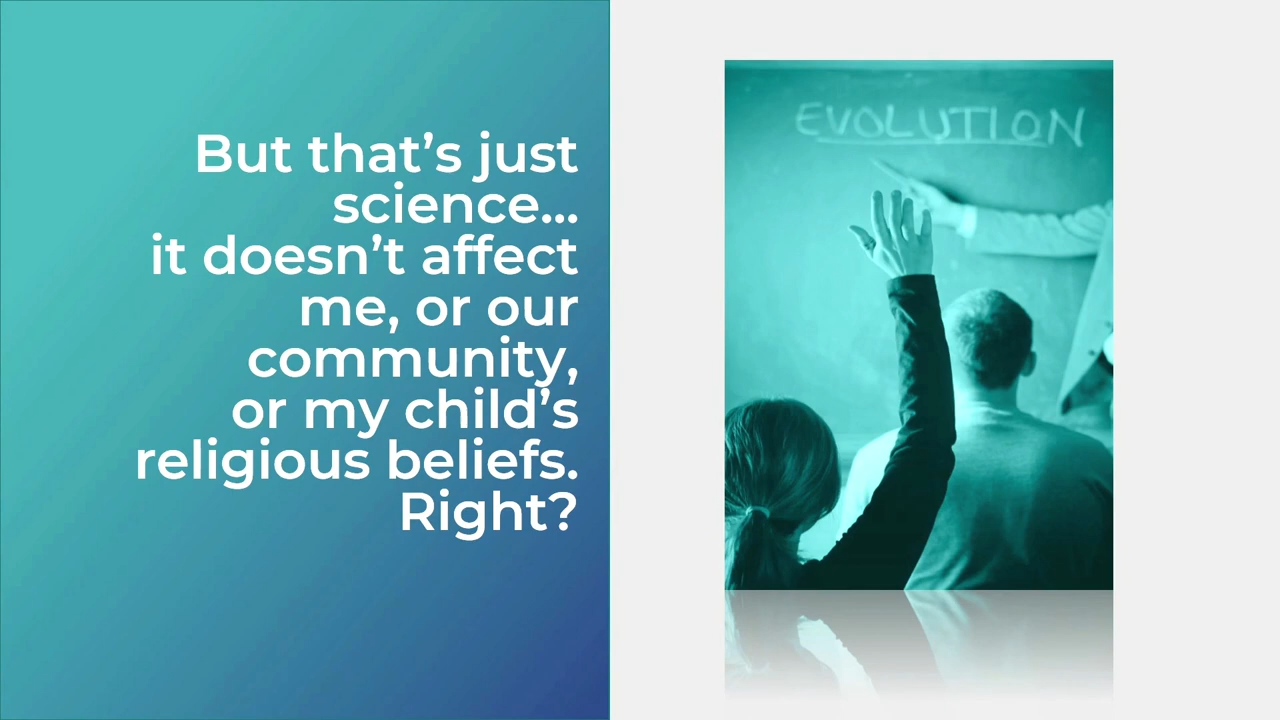 But that’s just
science...
it doesn’t affect
me, or our
community,
or my child’s
religious beliefs.
Right?
EVOLUTION